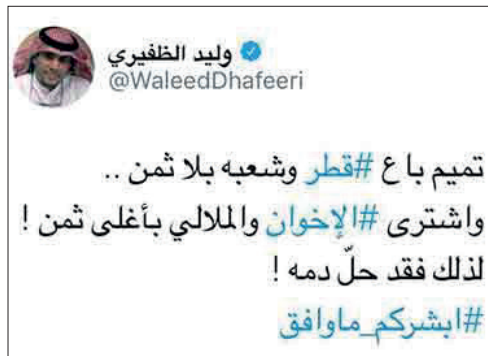 وليد الظفيري
@WaleedDhafeeri
تميم باع #قطر وشعبه بلا ثمن ..
واشترى #الإخوان والملالي بأغلى ثمن !
لذلك فقد حلّ دمه !
#ابشركم_ماوافق